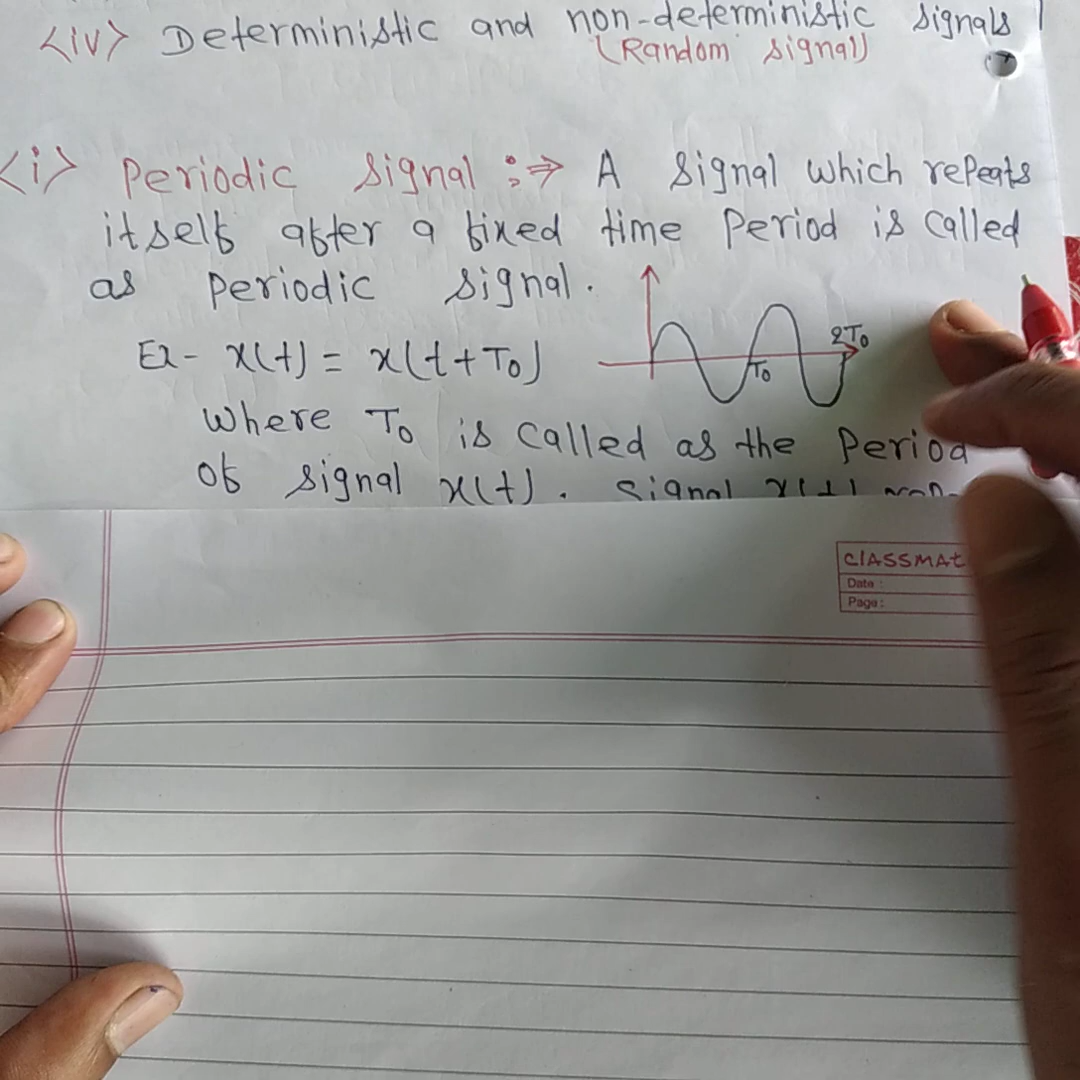 <iv> Deterministic and non-deterministic signals
(Random signal)
<i> Periodic signal :⇒ A signal which repeats
itself after a fixed time Period is called
as periodic signal.
2T₀
T₀
Ex- x(t) = x(t+T₀)
where T₀ is called as the Period
of signal x(t). signal x(t)
CLASSMAT
Date :
Page :